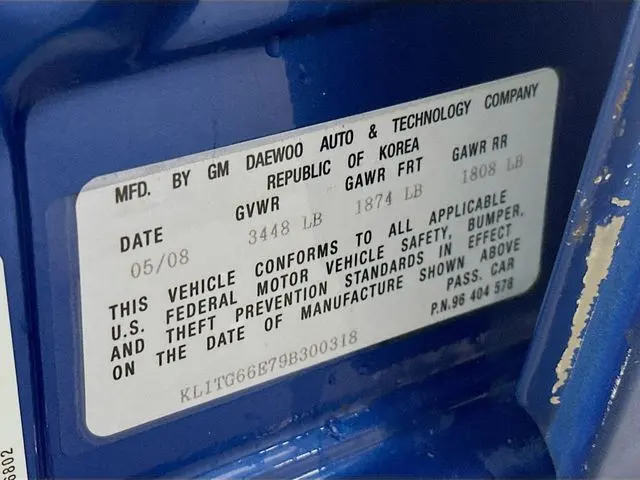 MFD. BY GM DAEWOO AUTO & TECHNOLOGY COMPANY
REPUBLIC OF KOREA
DATE GVWR GAWR FRT GAWR RR
05/08 3448 LB 1874 LB 1808 LB
THIS VEHICLE CONFORMS TO ALL APPLICABLE
U.S. FEDERAL MOTOR VEHICLE SAFETY, BUMPER,
AND THEFT PREVENTION STANDARDS IN EFFECT
ON THE DATE OF MANUFACTURE SHOWN ABOVE
PASS. CAR
KL1TG66E79B300318 P.N.96 404 578
6802